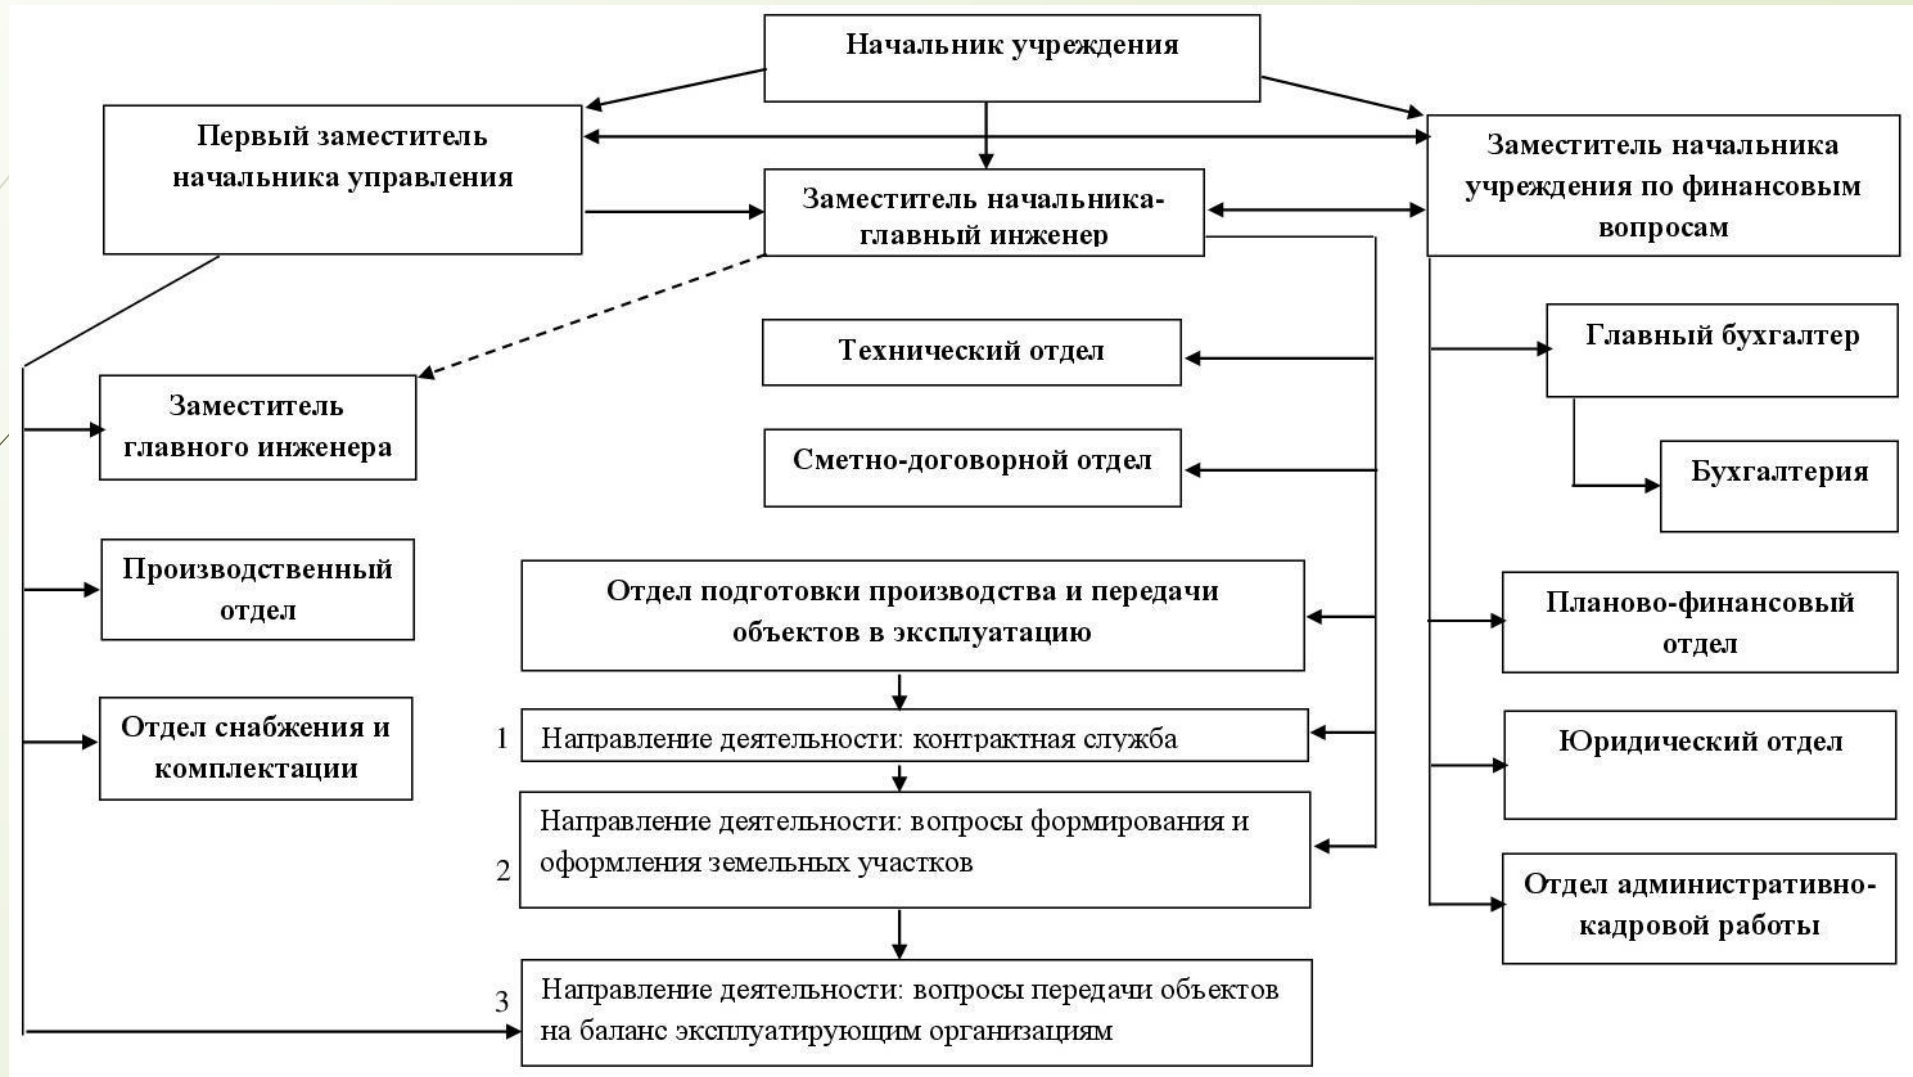 Начальник учреждения
Первый заместитель
начальника управления
Заместитель начальника-
главный инженер
Заместитель начальника
учреждения по финансовым
вопросам
Заместитель
главного инженера
Производственный
отдел
Отдел снабжения и
комплектации
Технический отдел
Сметно-договорной отдел
Отдел подготовки производства и передачи
объектов в эксплуатацию
1 Направление деятельности: контрактная служба
Направление деятельности: вопросы формирования и
оформления земельных участков
2
3 Направление деятельности: вопросы передачи объектов
на баланс эксплуатирующим организациям
Главный бухгалтер
Бухгалтерия
Планово-финансовый
отдел
Юридический отдел
Отдел административно-
кадровой работы